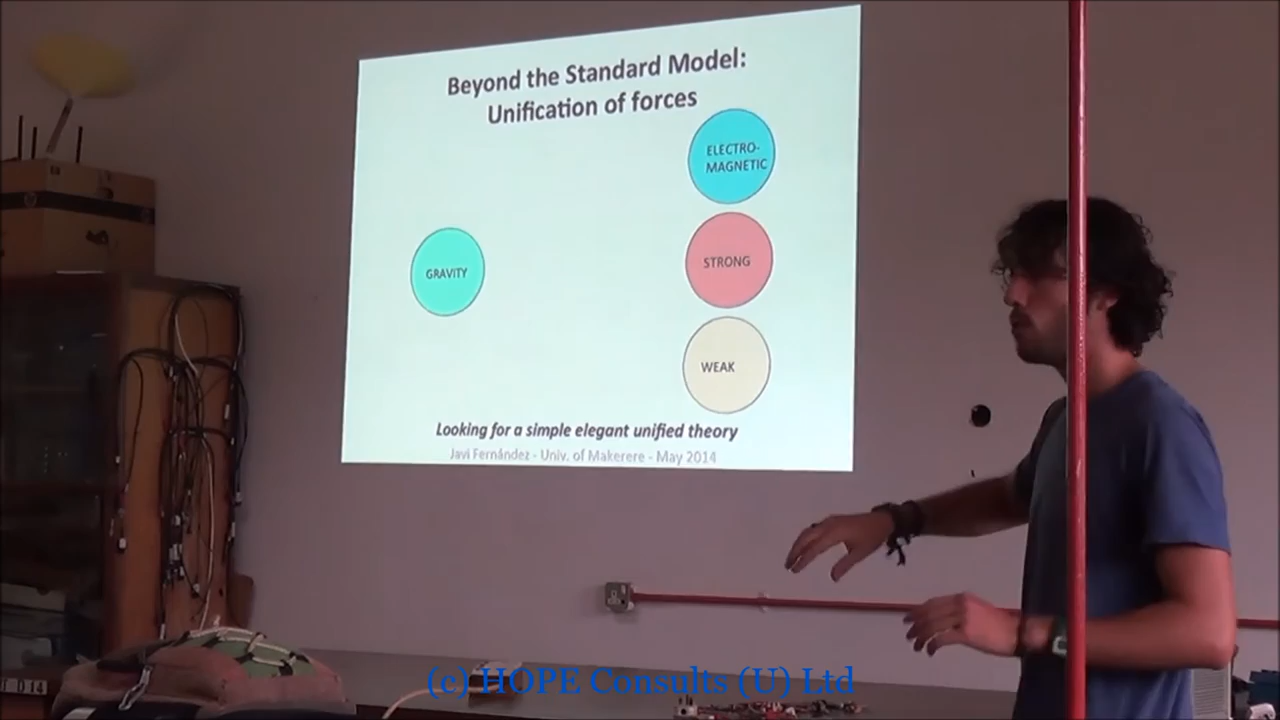 Beyond the Standard Model:
Unification of forces
ELECTRO-
MAGNETIC
GRAVITY
STRONG
WEAK
Looking for a simple elegant unified theory
Javi Fernández - Univ. of Makerere - May 2014
D14
(c) HOPE Consults (U) Ltd